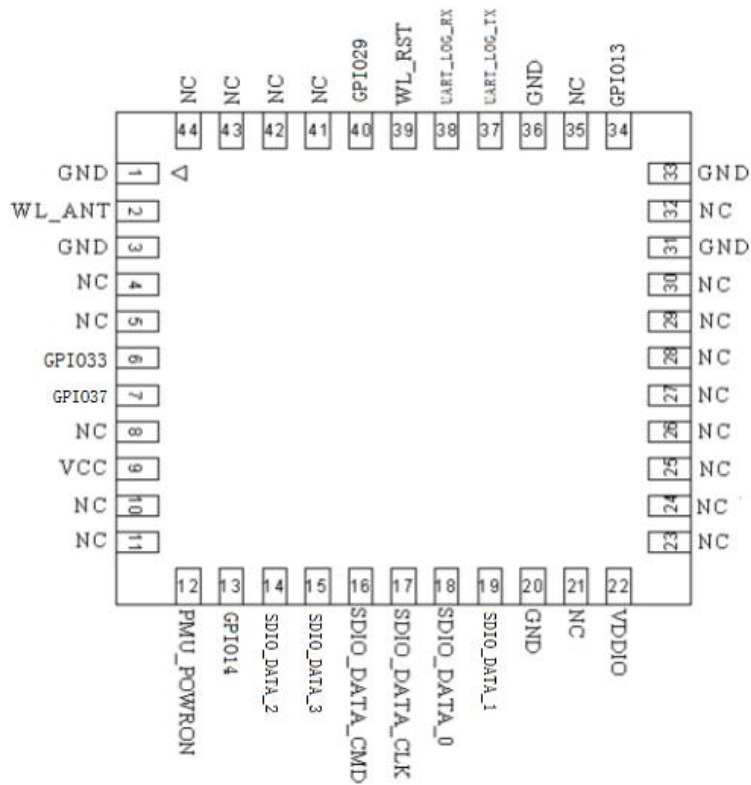 NC NC NC NC GPIO29 WL_RST UART_LOG_RX UART_LOG_TX GND NC GPIO13
44 43 42 41 40 39 38 37 36 35 34
GND 1 33 GND
WL_ANT 2 32 NC
GND 3 31 GND
NC 4 30 NC
NC 5 29 NC
GPIO33 6 28 NC
GPIO37 7 27 NC
NC 8 26 NC
VCC 9 25 NC
NC 10 24 NC
NC 11 23 NC
12 13 14 15 16 17 18 19 20 21 22
PMU_POWRON GPIO14 SDIO_DATA_2 SDIO_DATA_3 SDIO_DATA_CMD SDIO_DATA_CLK SDIO_DATA_0 SDIO_DATA_1 GND NC VDDIO